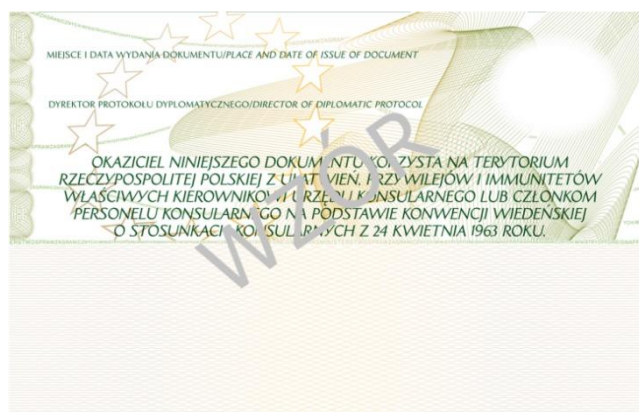 MIEJSCE I DATA WYDANIA DOKUMENTU/PLACE AND DATE OF ISSUE OF DOCUMENT
DYREKTOR PROTOKOŁU DYPLOMATYCZNEGO/DIRECTOR OF DIPLOMATIC PROTOCOL
OKAZICIEL NINIEJSZEGO DOKUMENTU KORZYSTA NA TERYTORIUM
RZECZYPOSPOLITEJ POLSKIEJ Z UŁATWIEŃ, PRZYWILEJÓW I IMMUNITETÓW
WŁAŚCIWYCH KIEROWNIKOWI URZĘDU KONSULARNEGO LUB CZŁONKOM
PERSONELU KONSULARNEGO NA PODSTAWIE KONWENCJI WIEDEŃSKIEJ
O STOSUNKACH KONSULARNYCH Z 24 KWIETNIA 1963 ROKU.
WZÓR